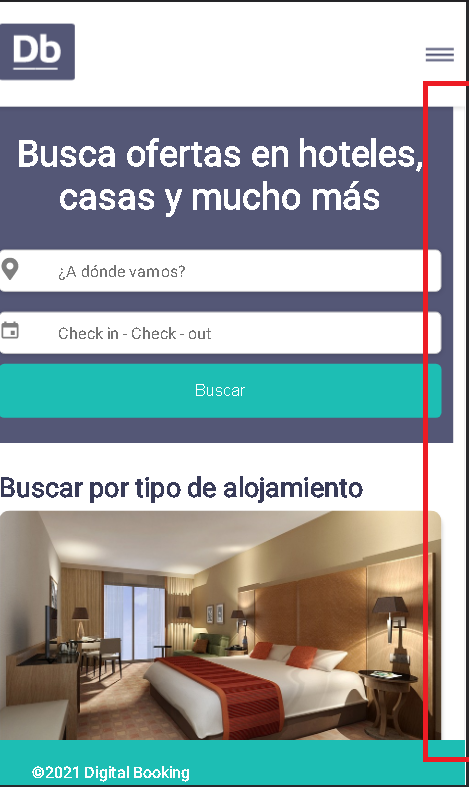 Db
Busca ofertas en hoteles,
casas y mucho más
¿A dónde vamos?
Check in - Check - out
Buscar
Buscar por tipo de alojamiento
©2021 Digital Booking